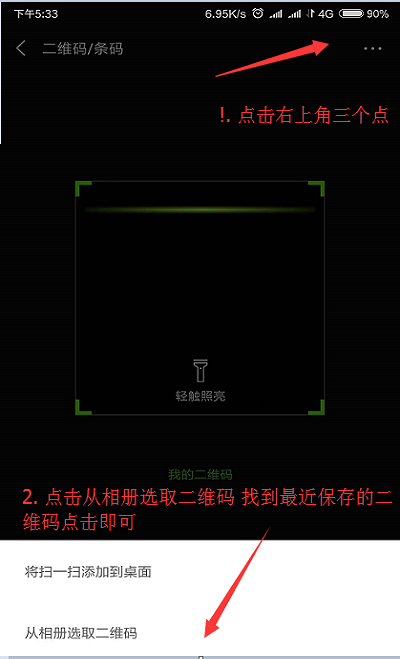 下午5:33 6.95K/s 4G 90%
二维码/条码
!. 点击右上角三个点
轻触照亮
我的二维码
2. 点击从相册选取二维码 找到最近保存的二
维码点击即可
将扫一扫添加到桌面
从相册选取二维码